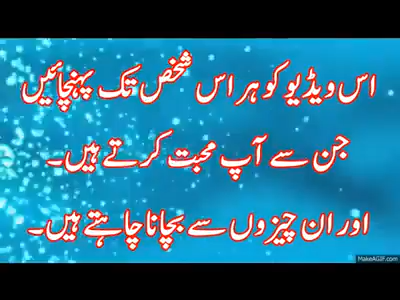 اس ویڈیو کو ہر اس شخص تک پہنچائیں
جن سے آپ محبت کرتے ہیں۔
اور ان چیزوں سے بچانا چاہتے ہیں۔
MakeAGIF.com